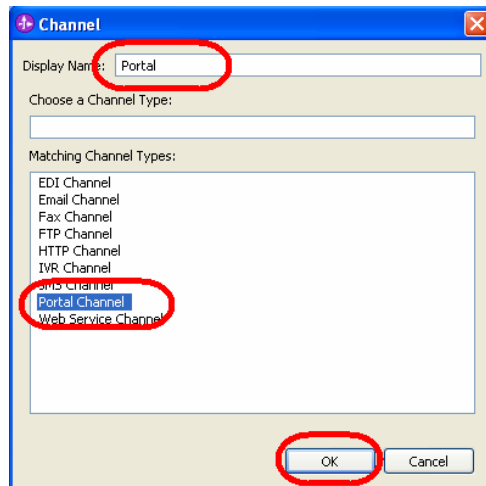 Channel
Display Name: Portal
Choose a Channel Type:
Matching Channel Types:
EDI Channel
Email Channel
Fax Channel
FTP Channel
HTTP Channel
IVR Channel
SMS Channel
Portal Channel
Web Service Channel
OK Cancel